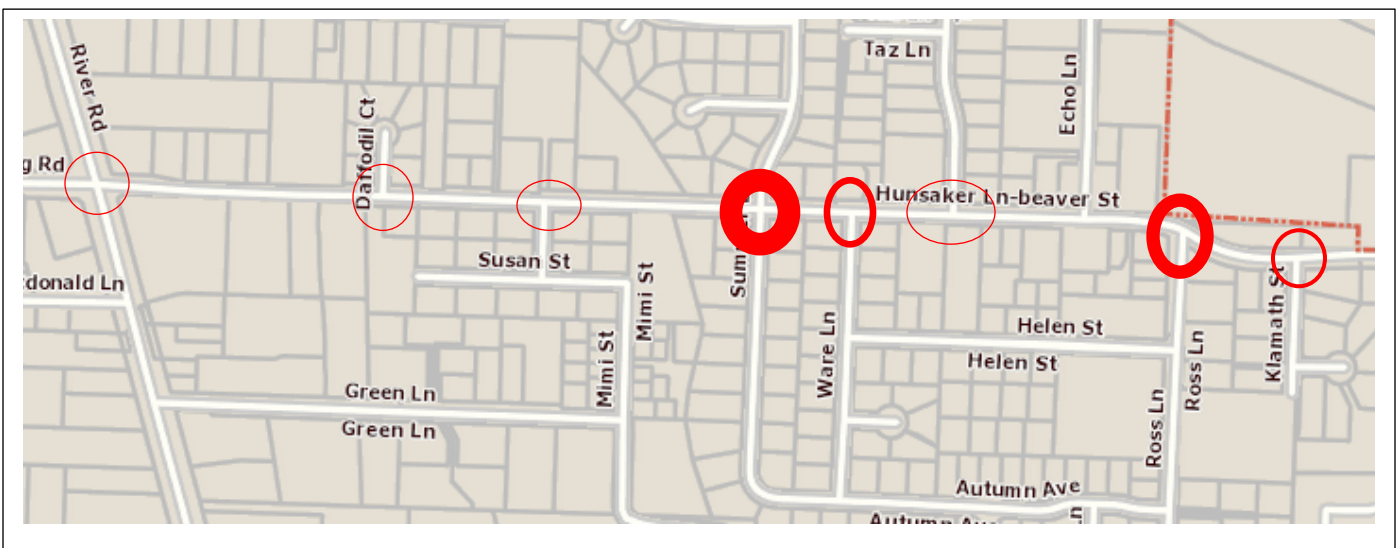 Taz Ln
River Rd
Echo Ln
Daffodil Ct
g Rd
Hunsaker Ln-beaver St
Susan St
Mimi St
donald Ln
Klamath St
Helen St
Ware Ln
Helen St
Ross Ln
Mimi St
Green Ln
Green Ln
Ross Ln
Autumn Ave